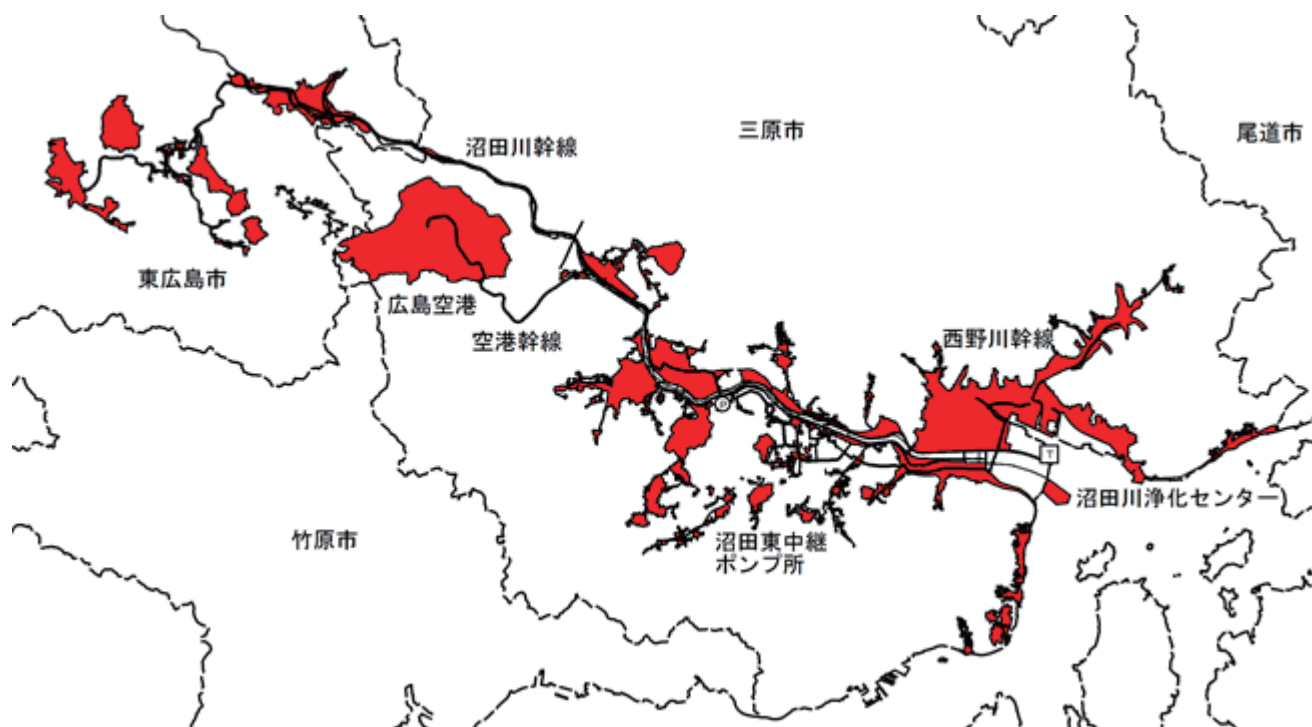 三原市
尾道市
沼田川幹線
東広島市
広島空港
空港幹線
西野川幹線
沼田川浄化センター
竹原市
沼田東中継
ポンプ所
P
T